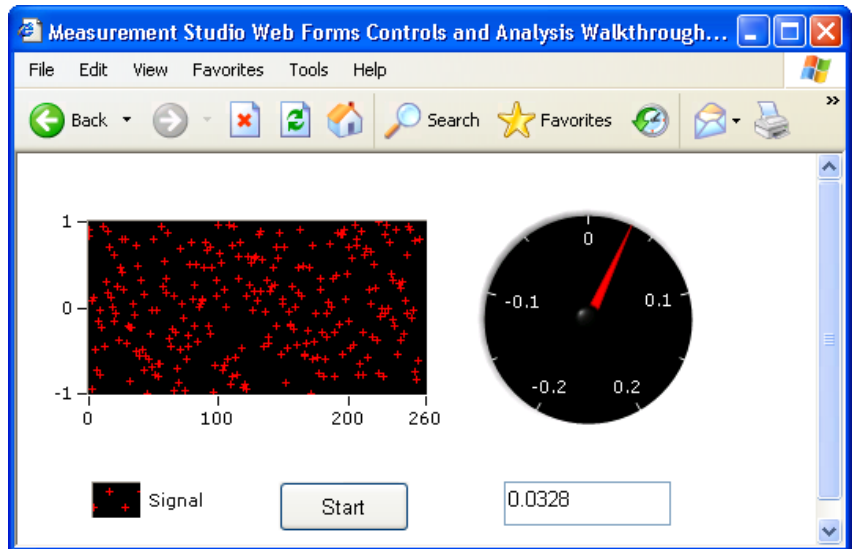 Measurement Studio Web Forms Controls and Analysis Walkthrough...
File Edit View Favorites Tools Help
Back Search Favorites »
1
0
-1
0 100 200 260
0
-0.1 0.1
-0.2 0.2
Signal
Start
0.0328